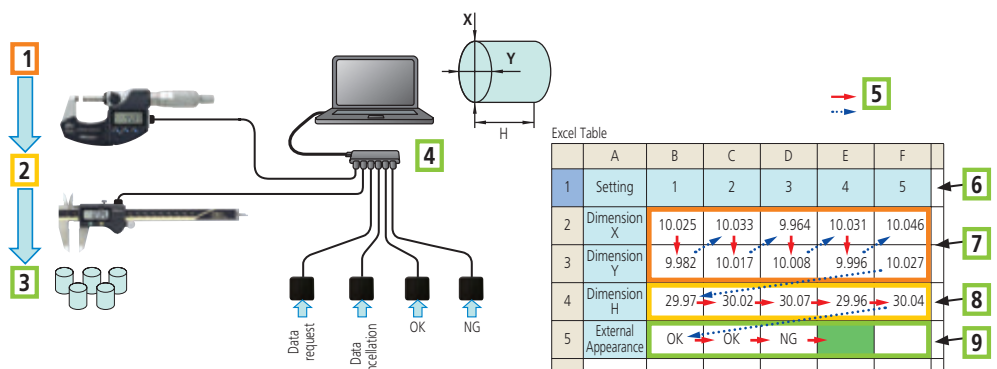 1
2
3
4
X
Y
H
Data
request
Data
ncellation
OK
NG
5
Excel Table
A B C D E F
1 Setting 1 2 3 4 5
6
2 Dimension X 10.025 10.033 9.964 10.031 10.046
7
3 Dimension Y 9.982 10.017 10.008 9.996 10.027
4 Dimension H 29.97 30.02 30.07 29.96 30.04
8
5 External Appearance OK OK NG
9